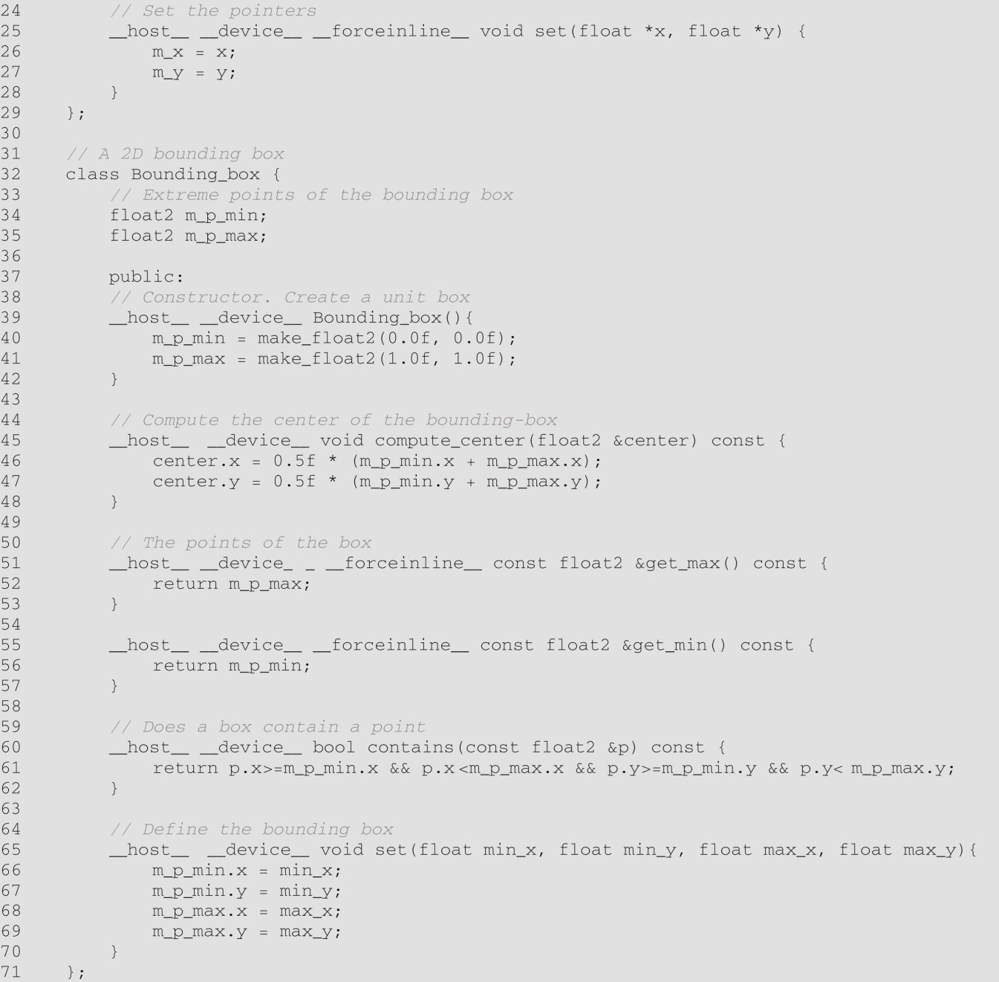 24 // Set the pointers
25 __host__ __device__ __forceinline__ void set(float *x, float *y) {
26 m_x = x;
27 m_y = y;
28 }
29 };
30
31 // A 2D bounding box
32 class Bounding_box {
33 // Extreme points of the bounding box
34 float2 m_p_min;
35 float2 m_p_max;
36
37 public:
38 // Constructor. Create a unit box
39 __host__ __device__ Bounding_box(){
40 m_p_min = make_float2(0.0f, 0.0f);
41 m_p_max = make_float2(1.0f, 1.0f);
42 }
43
44 // Compute the center of the bounding-box
45 __host__ __device__ void compute_center(float2 &center) const {
46 center.x = 0.5f * (m_p_min.x + m_p_max.x);
47 center.y = 0.5f * (m_p_min.y + m_p_max.y);
48 }
49
50 // The points of the box
51 __host__ __device_ _ __forceinline__ const float2 &get_max() const {
52 return m_p_max;
53 }
54
55 __host__ __device__ __forceinline__ const float2 &get_min() const {
56 return m_p_min;
57 }
58
59 // Does a box contain a point
60 __host__ __device__ bool contains(const float2 &p) const {
61 return p.x>=m_p_min.x && p.x<m_p_max.x && p.y>=m_p_min.y && p.y< m_p_max.y;
62 }
63
64 // Define the bounding box
65 __host__ __device__ void set(float min_x, float min_y, float max_x, float max_y){
66 m_p_min.x = min_x;
67 m_p_min.y = min_y;
68 m_p_max.x = max_x;
69 m_p_max.y = max_y;
70 }
71 };